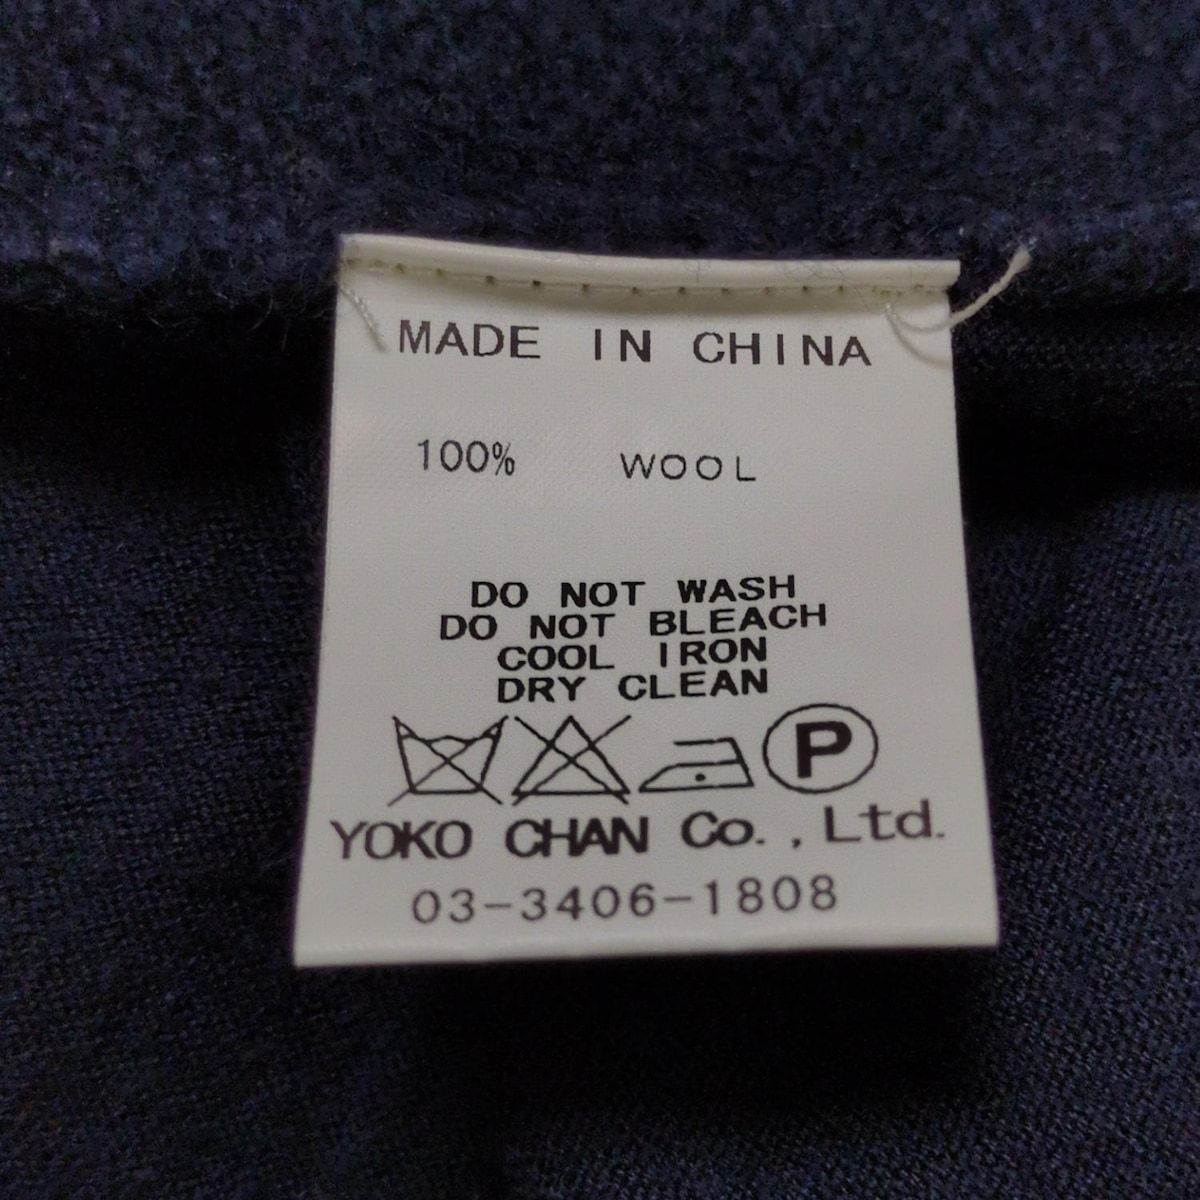 MADE IN CHINA
100% WOOL
DO NOT WASH
DO NOT BLEACH
COOL IRON
DRY CLEAN
P
YOKO CHAN Co., Ltd.
03-3406-1808